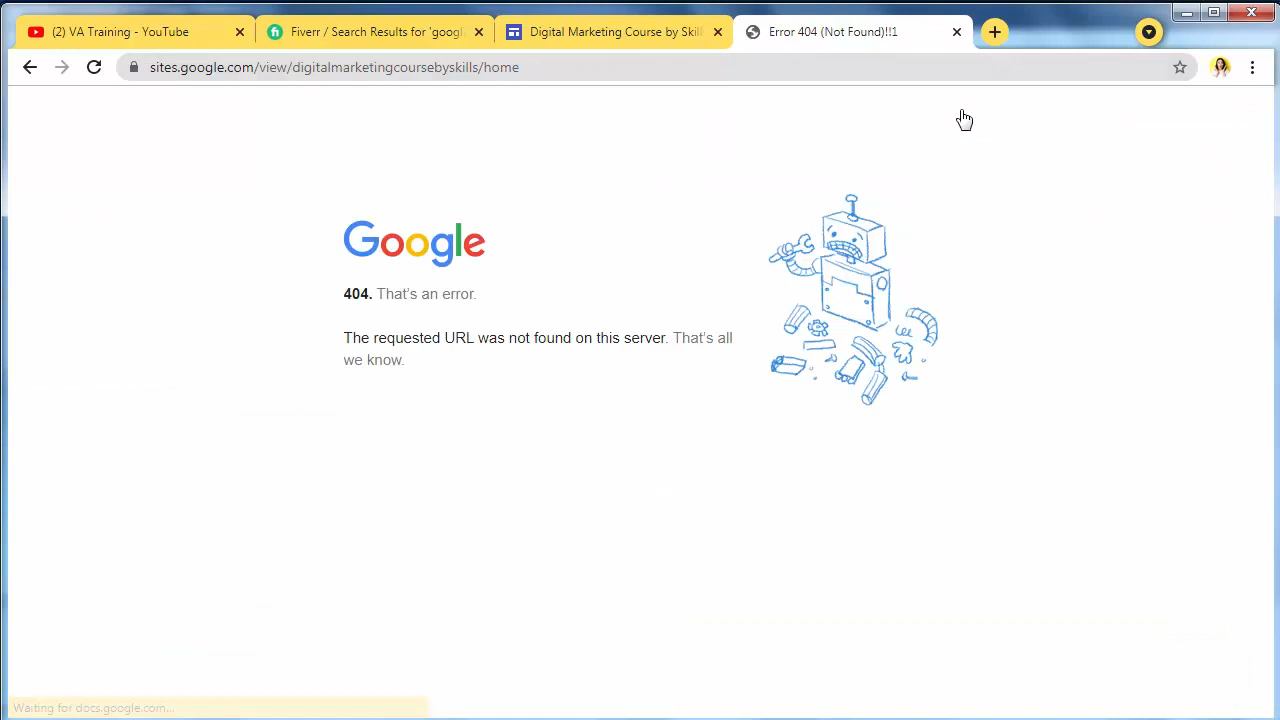 (2) VA Training - YouTube
Fiverr / Search Results for 'googl
Digital Marketing Course by Skill
Error 404 (Not Found)!!1
sites.google.com/view/digitalmarketingcoursebyskills/home
Google
404. That's an error.
The requested URL was not found on this server. That's all
we know.
Waiting for docs.google.com...